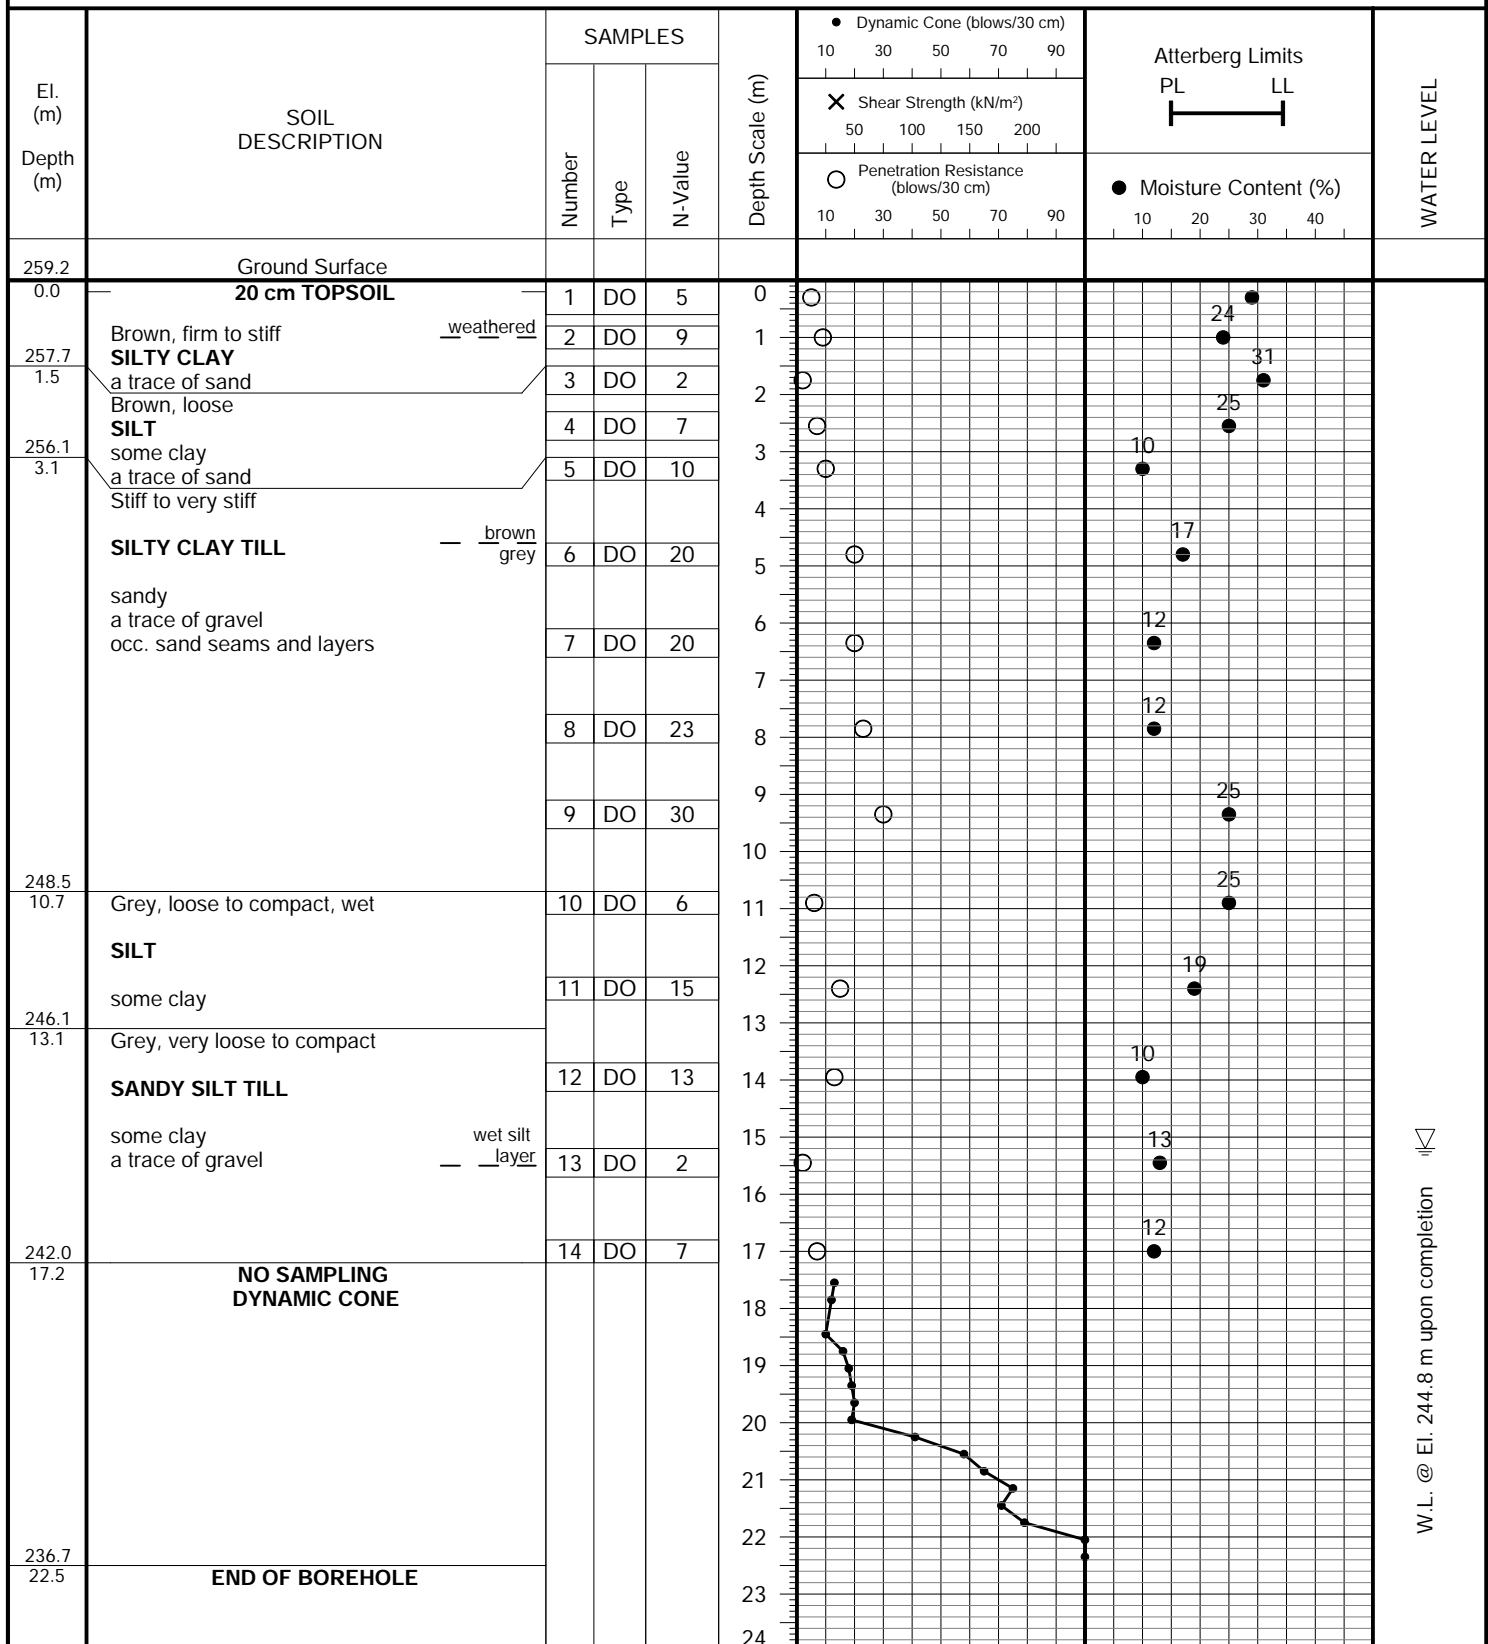 El.
(m)
Depth
(m)
SOIL
DESCRIPTION
SAMPLES
Number
Type
N-Value
Depth Scale (m)
Dynamic Cone (blows/30 cm)
10 30 50 70 90
Shear Strength (kN/m²)
50 100 150 200
Penetration Resistance
(blows/30 cm)
10 30 50 70 90
Atterberg Limits
PL LL
Moisture Content (%)
10 20 30 40
WATER LEVEL
259.2 Ground Surface
0.0 20 cm TOPSOIL 1 DO 5 0
24
Brown, firm to stiff weathered 2 DO 9 1
257.7 SILTY CLAY 31
1.5 a trace of sand 3 DO 2 2
Brown, loose 25
SILT 4 DO 7
256.1 some clay 3 10
3.1 a trace of sand 5 DO 10
Stiff to very stiff 4
brown 17
SILTY CLAY TILL grey 6 DO 20 5
sandy
a trace of gravel 6 12
occ. sand seams and layers 7 DO 20
7
12
8 DO 23 8
9 25
9 DO 30
10
248.5 25
10.7 Grey, loose to compact, wet 10 DO 6 11
SILT
12 19
some clay 11 DO 15
246.1 13
13.1 Grey, very loose to compact 10
SANDY SILT TILL 12 DO 13 14
some clay wet silt 15 13
a trace of gravel layer 13 DO 2
16
12
242.0 14 DO 7 17
17.2 NO SAMPLING
DYNAMIC CONE
18
19
20
21
22
236.7
22.5 END OF BOREHOLE
23
24
W.L. @ El. 244.8 m upon completion